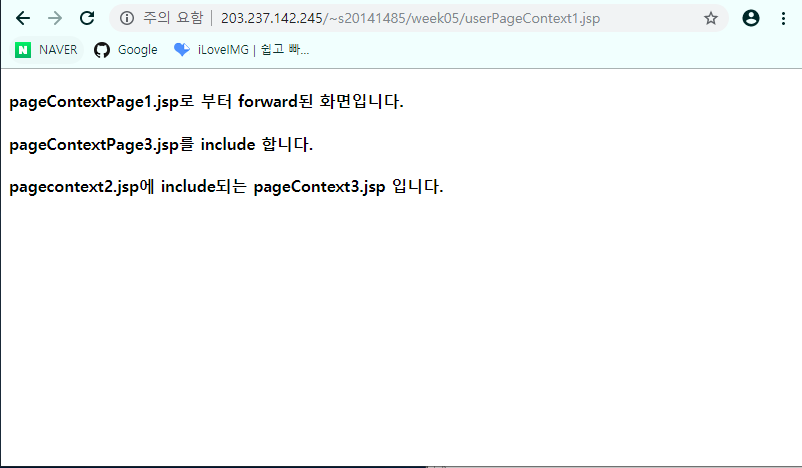 주의 요함 | 203.237.142.245/~s20141485/week05/userPageContext1.jsp
N NAVER Google iLoveIMG | 쉽고 빠...
pageContextPage1.jsp로 부터 forward된 화면입니다.
pageContextPage3.jsp를 include 합니다.
pagecontext2.jsp에 include되는 pageContext3.jsp 입니다.